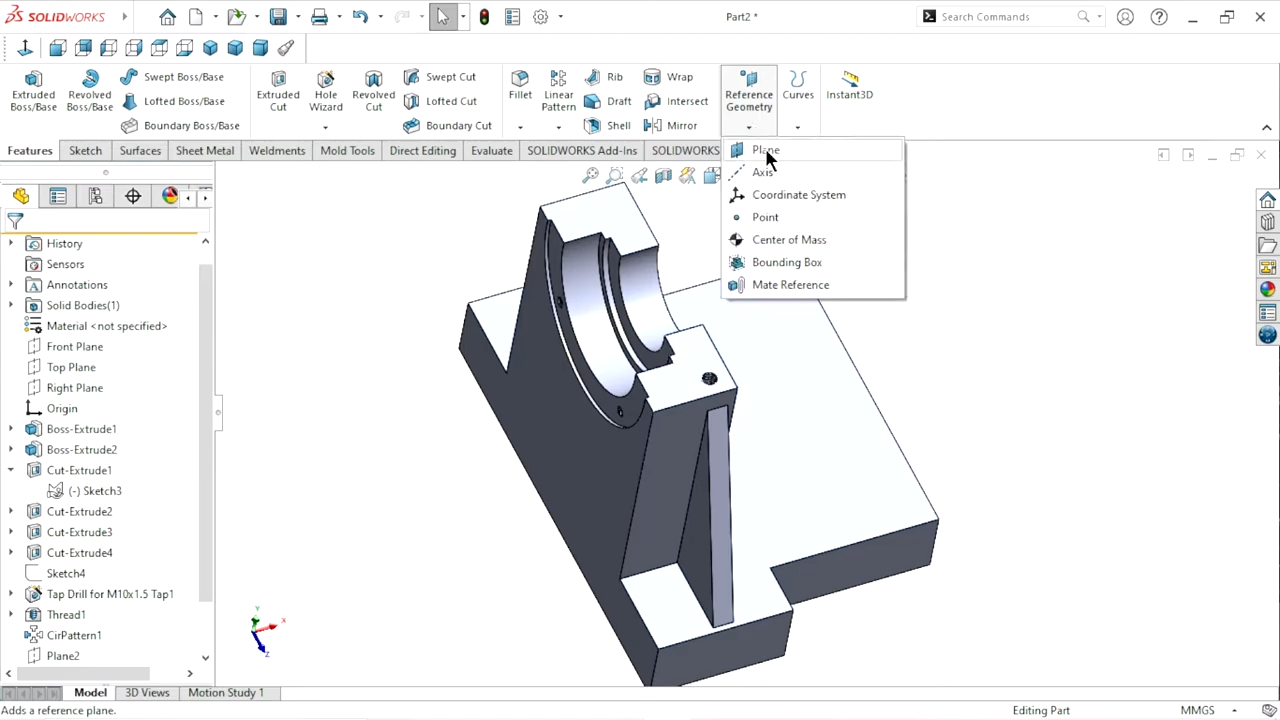 SOLIDWORKS
Part2 *
Search Commands
Extruded Boss/Base
Revolved Boss/Base
Swept Boss/Base
Lofted Boss/Base
Boundary Boss/Base
Extruded Cut
Hole Wizard
Revolved Cut
Swept Cut
Lofted Cut
Boundary Cut
Fillet
Linear Pattern
Rib
Draft
Shell
Wrap
Intersect
Mirror
Reference Geometry
Curves
Instant3D
Features
Sketch
Surfaces
Sheet Metal
Weldments
Mold Tools
Direct Editing
Evaluate
SOLIDWORKS Add-Ins
SOLIDWORKS
Plane
Axis
Coordinate System
Point
Center of Mass
Bounding Box
Mate Reference
History
Sensors
Annotations
Solid Bodies(1)
Material <not specified>
Front Plane
Top Plane
Right Plane
Origin
Boss-Extrude1
Boss-Extrude2
Cut-Extrude1
(-) Sketch3
Cut-Extrude2
Cut-Extrude3
Cut-Extrude4
Sketch4
Tap Drill for M10x1.5 Tap1
Thread1
CirPattern1
Plane2
Y
X
Z
Model
3D Views
Motion Study 1
Adds a reference plane.
Editing Part
MMGS